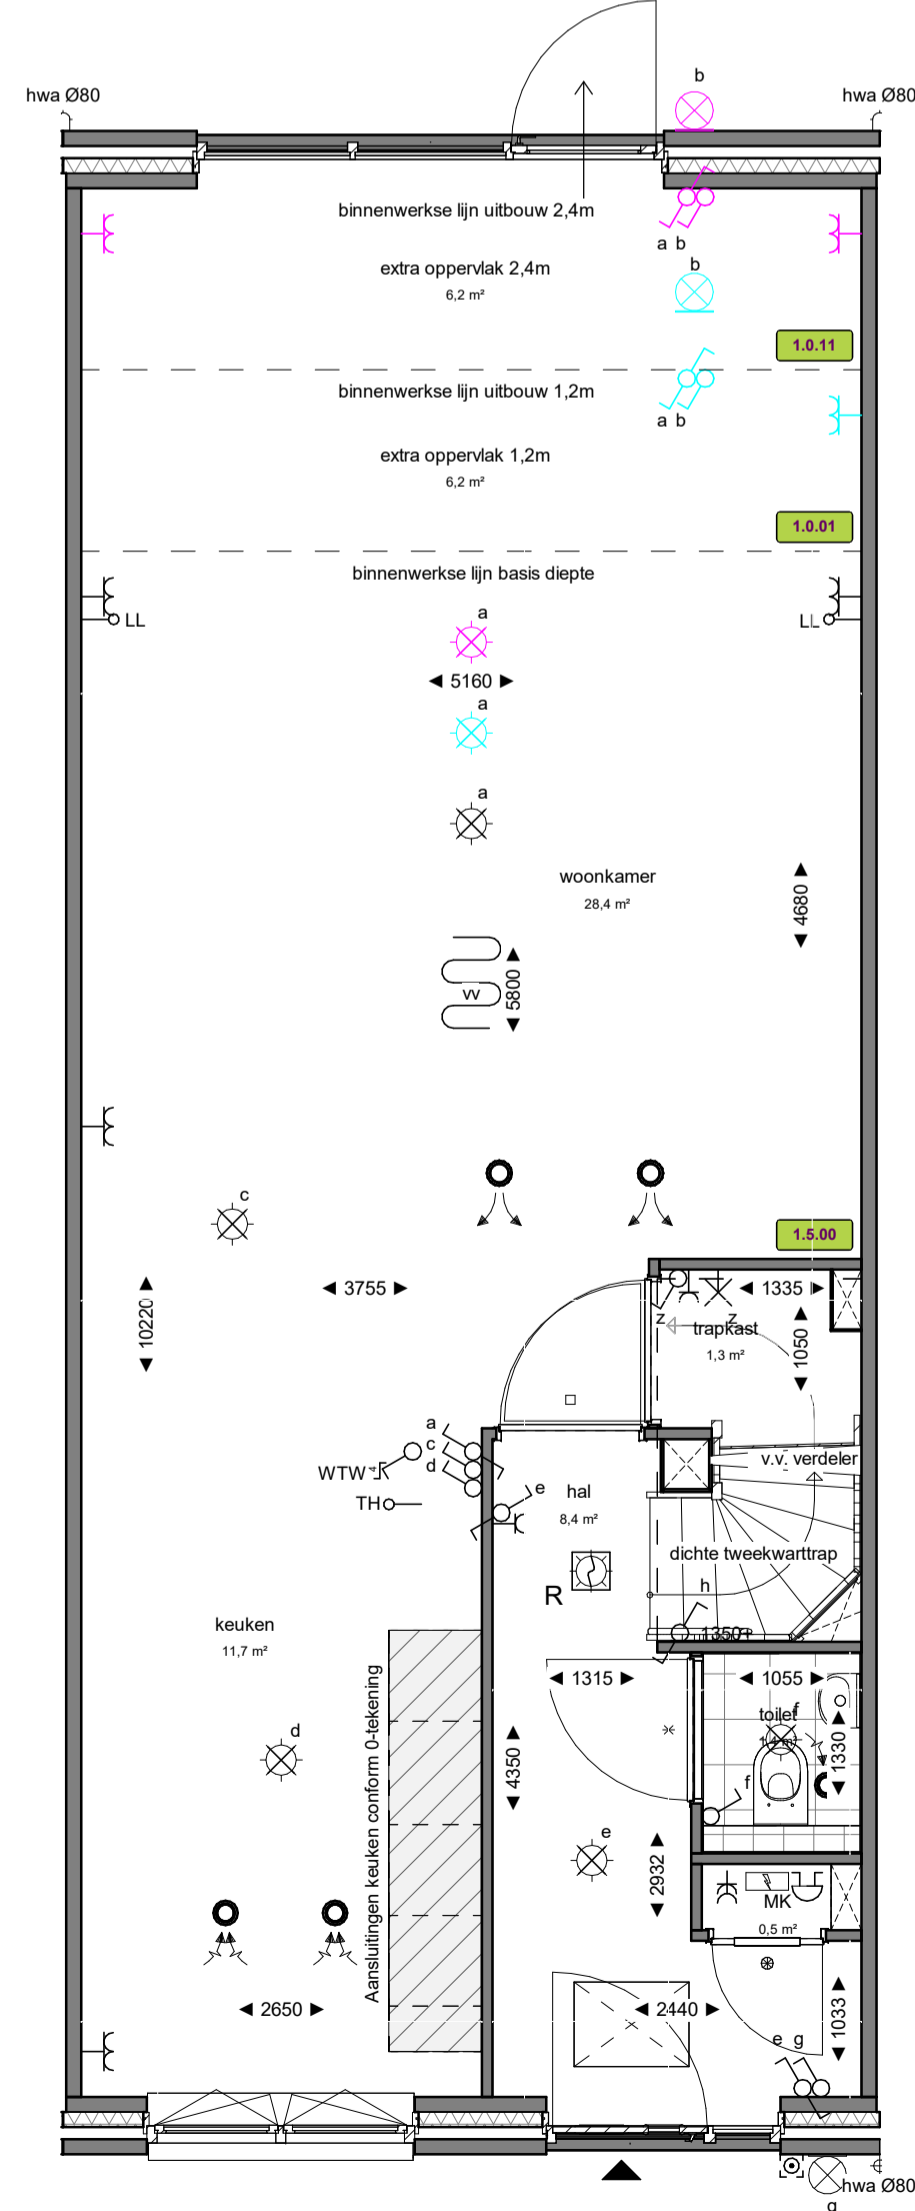 b
hwa Ø80
hwa Ø80
binnenwerkse lijn uitbouw 2,4m
a b
extra oppervlak 2,4m
6,2 m²
b
1.0.11
binnenwerkse lijn uitbouw 1,2m
a b
extra oppervlak 1,2m
6,2 m²
1.0.01
binnenwerkse lijn basis diepte
LL
LL
a
5160
a
a
woonkamer
28,4 m²
4680
vv
5800
c
1.5.00
10220
3755
1335
z
z
trapkast
1,3 m²
1050
a
c
d
WTW
TH
e
hal
8,4 m²
v.v. verdeler
R
dichte tweekwarttrap
h
1350+
keuken
11,7 m²
Aansluitingen keuken conform 0-tekening
1315
1055
toilet
f
1,4 m²
1330
d
4350
f
e
2932
MK
0,5 m²
2650
2440
1033
e g
hwa Ø80
g